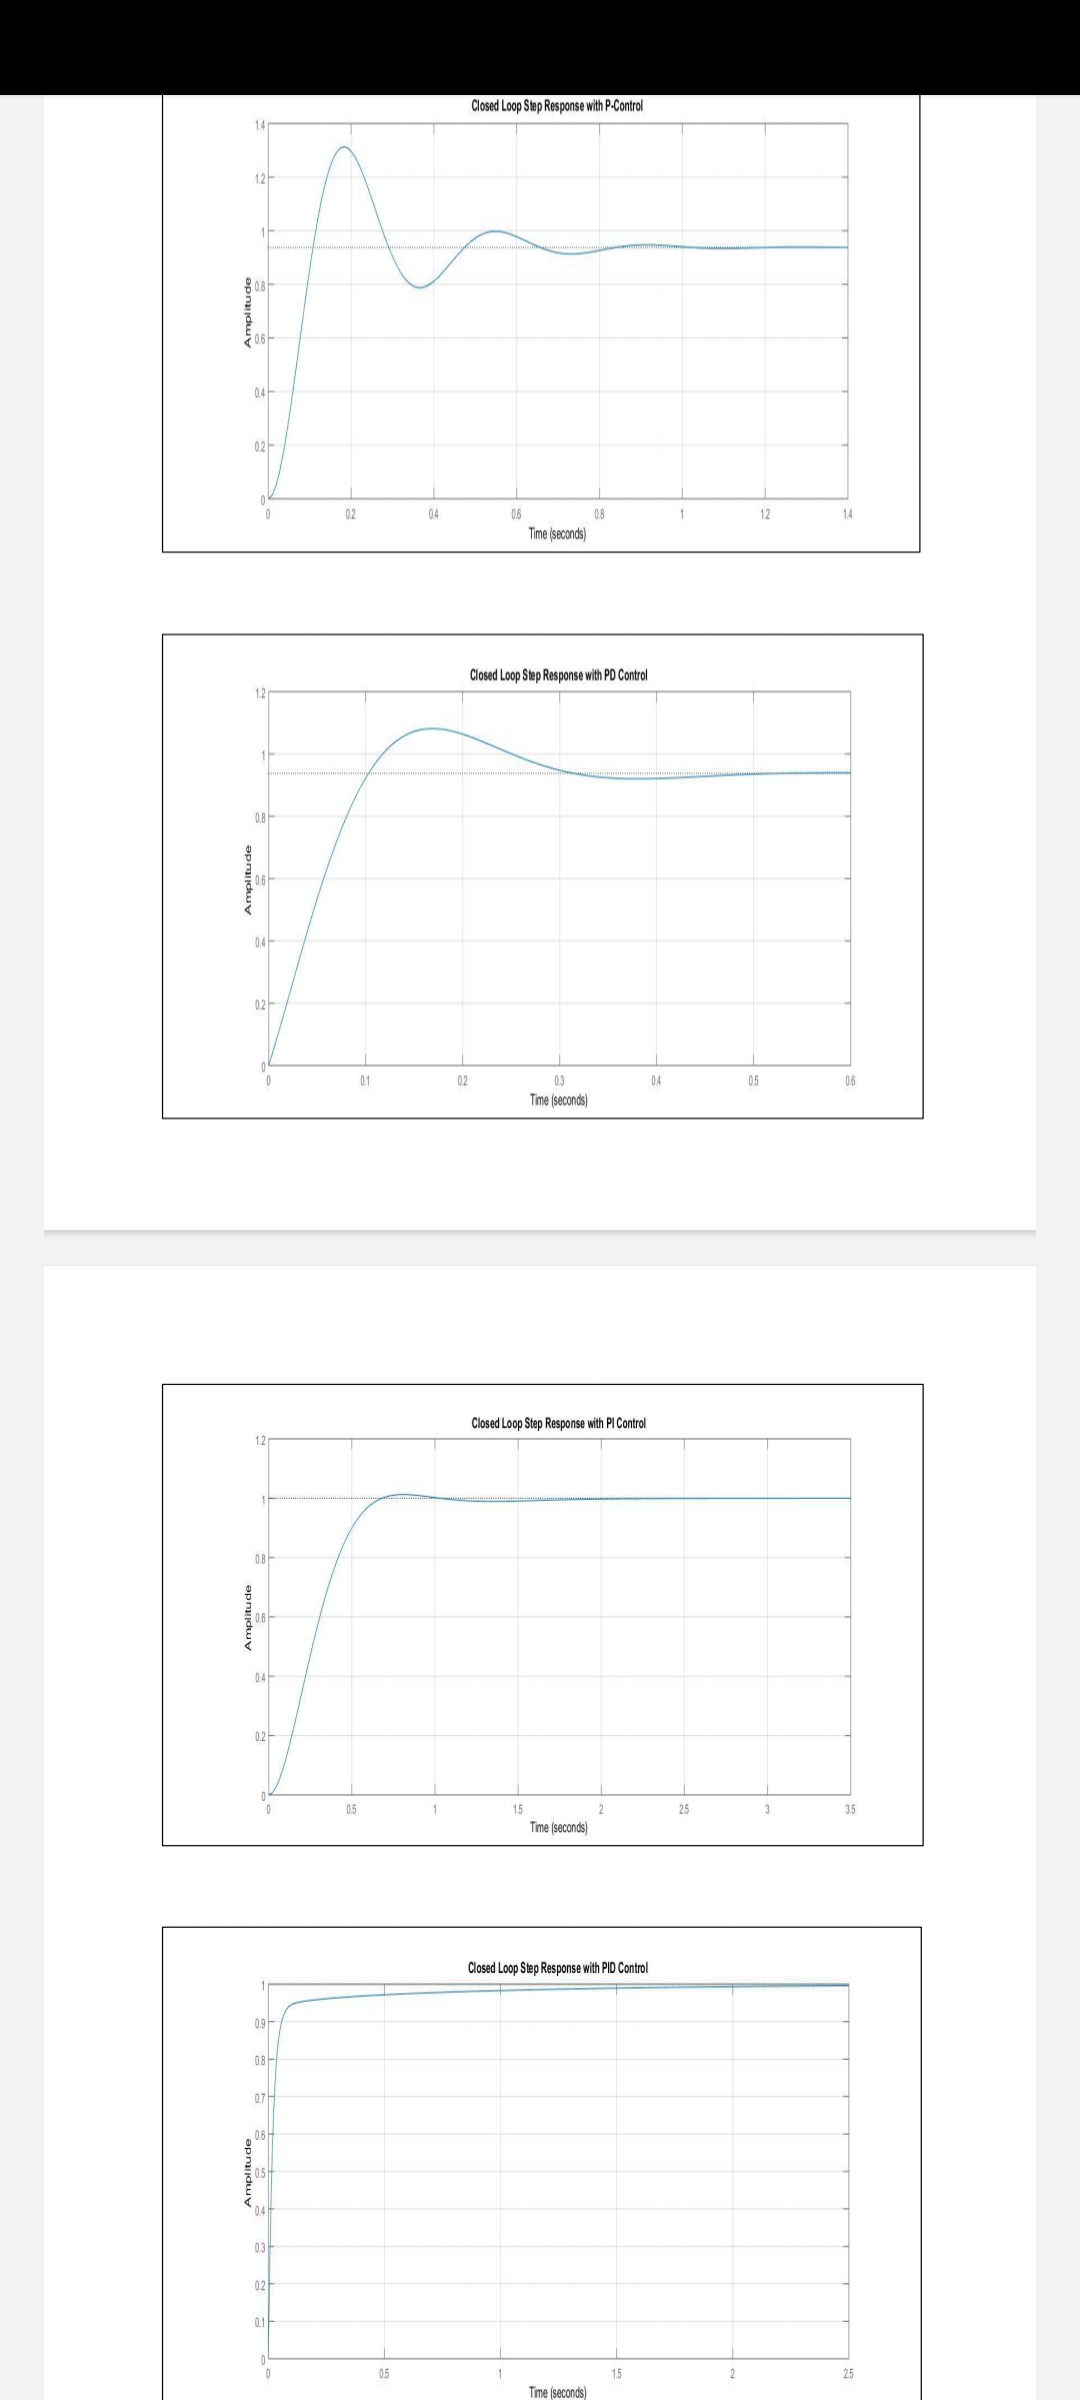 Closed Loop Step Response with P-Control
1.4
1.2
1
0.8
0.6
0.4
0.2
0
Amplitude
0 0.2 0.4 0.6 0.8 1 1.2 1.4
Time (seconds)
Closed Loop Step Response with PD Control
1.2
1
0.8
0.6
0.4
0.2
0
Amplitude
0 0.1 0.2 0.3 0.4 0.5 0.6
Time (seconds)
Closed Loop Step Response with PI Control
1.2
1
0.8
0.6
0.4
0.2
0
Amplitude
0 0.5 1 1.5 2 2.5 3 3.5
Time (seconds)
Closed Loop Step Response with PID Control
1
0.9
0.8
0.7
0.6
0.5
0.4
0.3
0.2
0.1
0
Amplitude
0 0.5 1 1.5 2 2.5
Time (seconds)